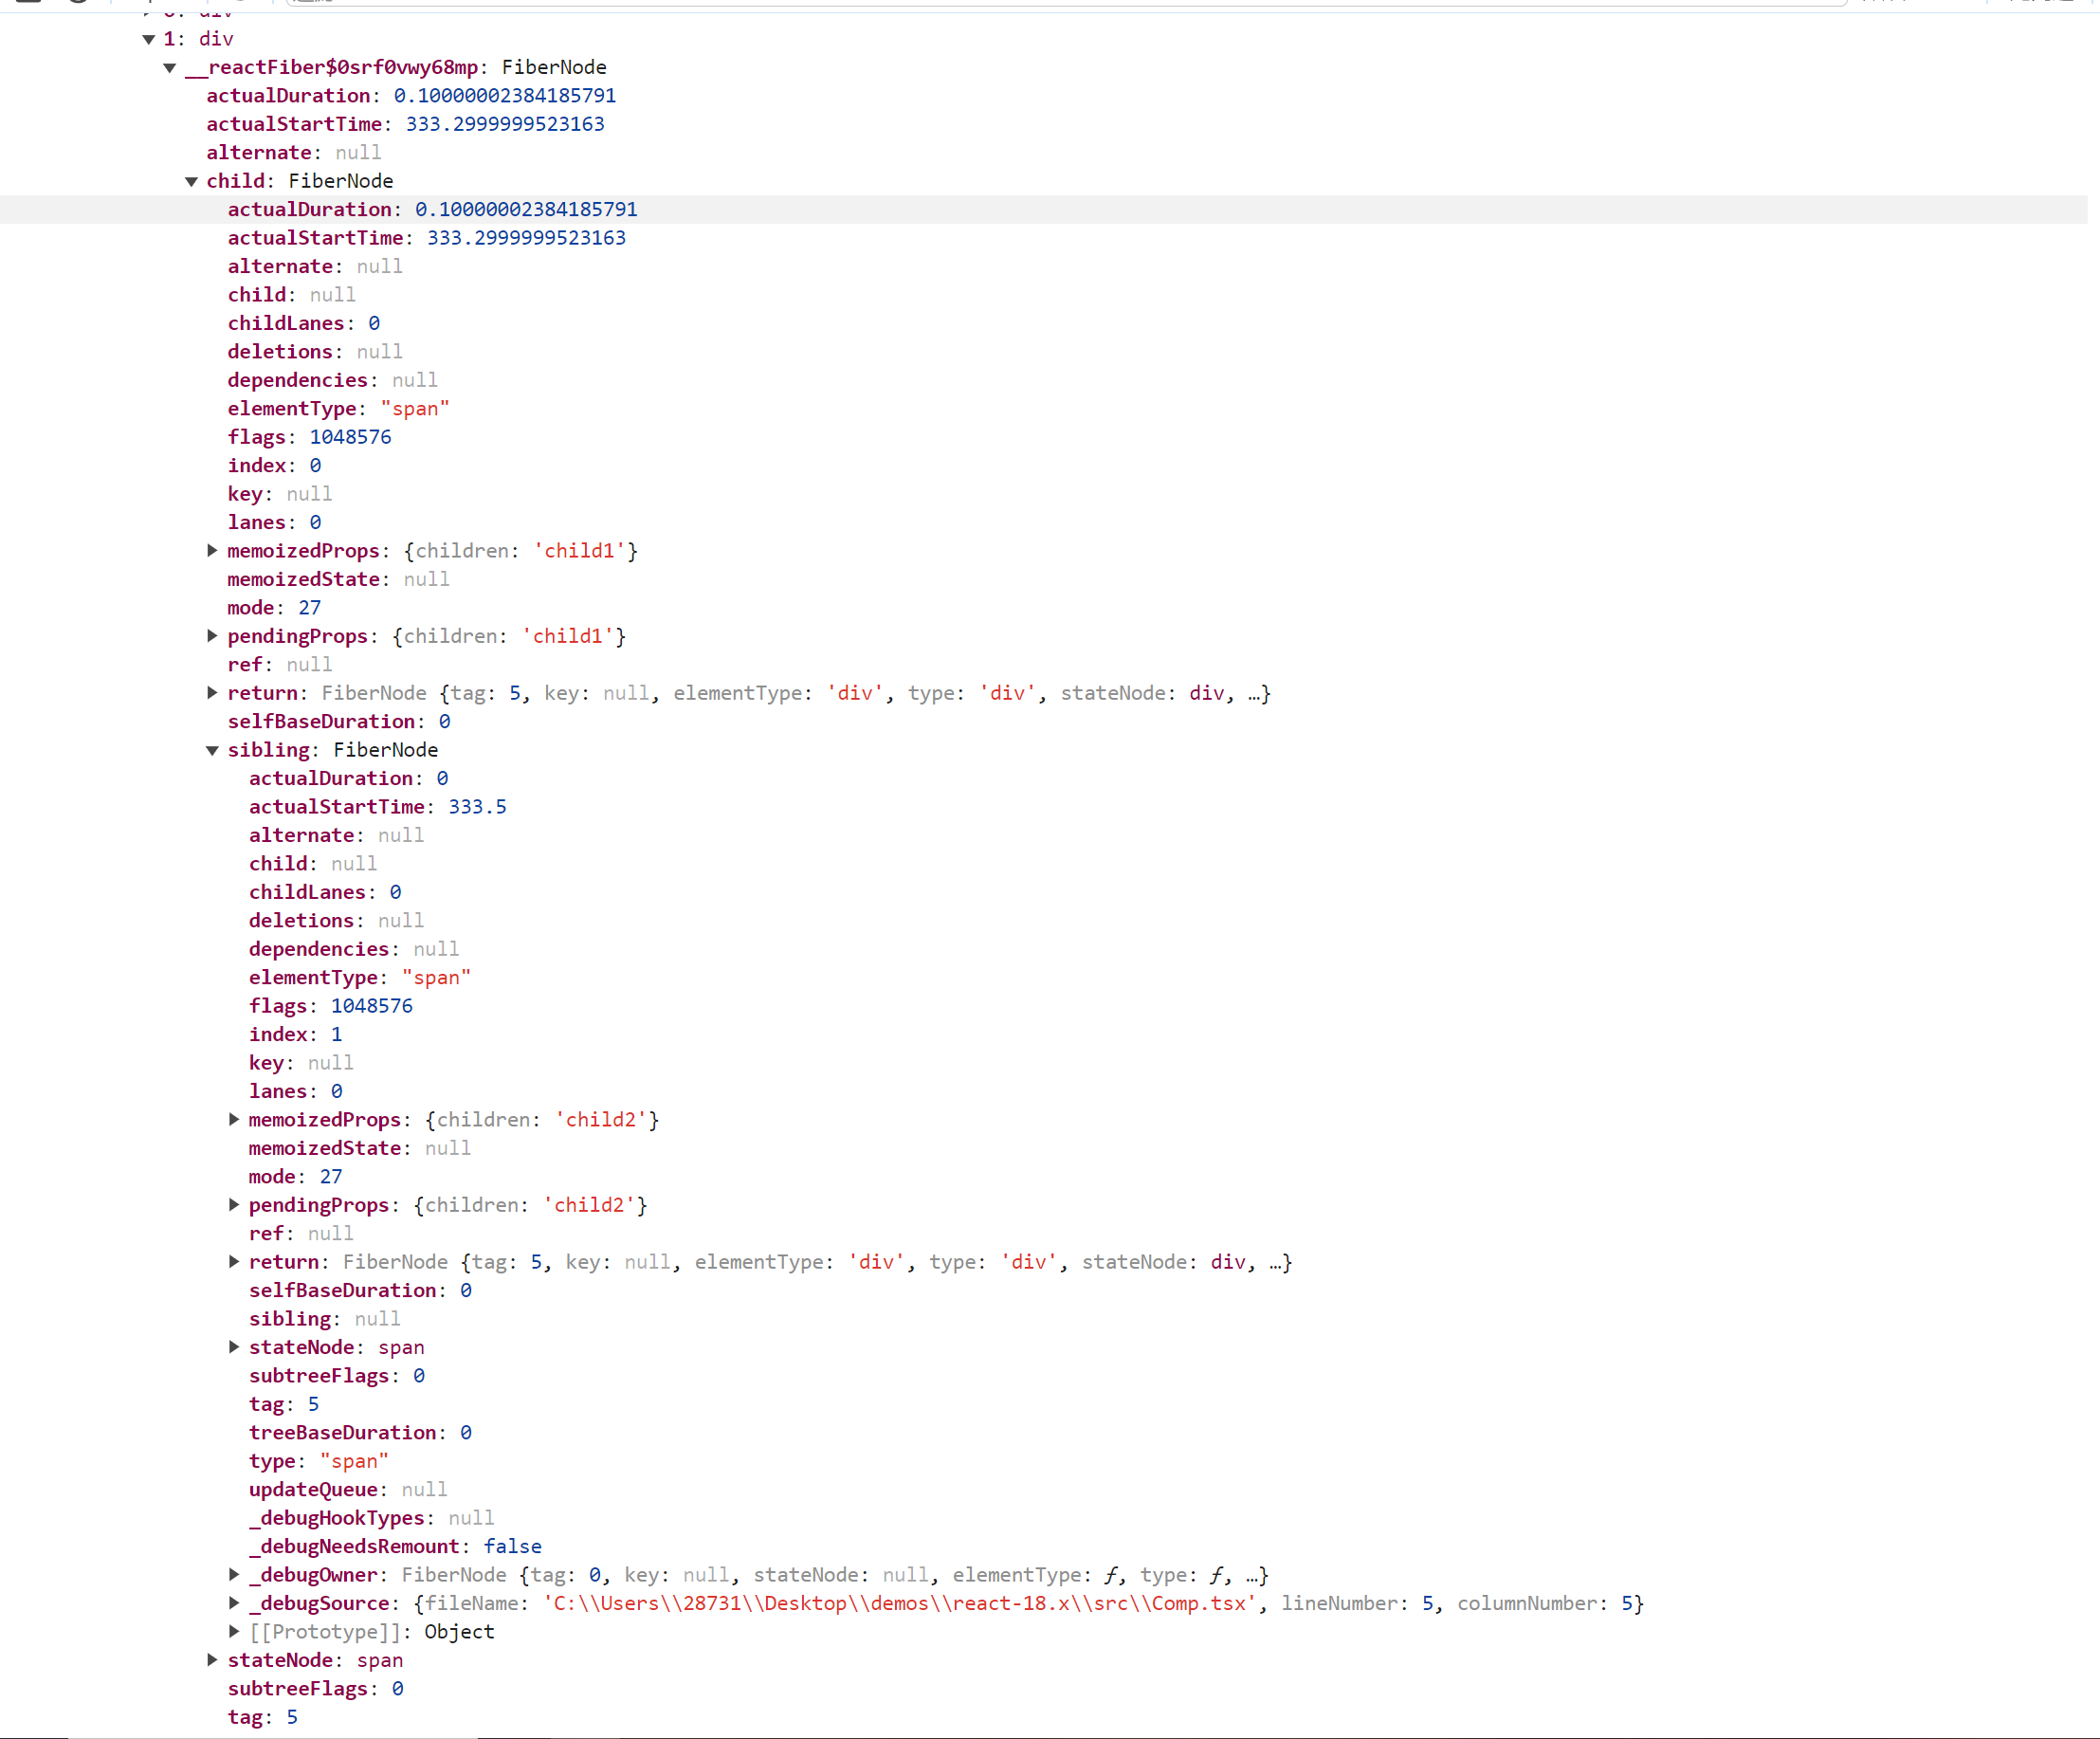 1: div
__reactFiber$0srf0vwy68mp: FiberNode
actualDuration: 0.10000002384185791
actualStartTime: 333.2999999523163
alternate: null
child: FiberNode
actualDuration: 0.10000002384185791
actualStartTime: 333.2999999523163
alternate: null
child: null
childLanes: 0
deletions: null
dependencies: null
elementType: "span"
flags: 1048576
index: 0
key: null
lanes: 0
memoizedProps: {children: 'child1'}
memoizedState: null
mode: 27
pendingProps: {children: 'child1'}
ref: null
return: FiberNode {tag: 5, key: null, elementType: 'div', type: 'div', stateNode: div, …}
selfBaseDuration: 0
sibling: FiberNode
actualDuration: 0
actualStartTime: 333.5
alternate: null
child: null
childLanes: 0
deletions: null
dependencies: null
elementType: "span"
flags: 1048576
index: 1
key: null
lanes: 0
memoizedProps: {children: 'child2'}
memoizedState: null
mode: 27
pendingProps: {children: 'child2'}
ref: null
return: FiberNode {tag: 5, key: null, elementType: 'div', type: 'div', stateNode: div, …}
selfBaseDuration: 0
sibling: null
stateNode: span
subtreeFlags: 0
tag: 5
treeBaseDuration: 0
type: "span"
updateQueue: null
_debugHookTypes: null
_debugNeedsRemount: false
_debugOwner: FiberNode {tag: 0, key: null, stateNode: null, elementType: ƒ, type: ƒ, …}
_debugSource: {fileName: 'C:\\Users\\28731\\Desktop\\demos\\react-18.x\\src\\Comp.tsx', lineNumber: 5, columnNumber: 5}
[[Prototype]]: Object
stateNode: span
subtreeFlags: 0
tag: 5